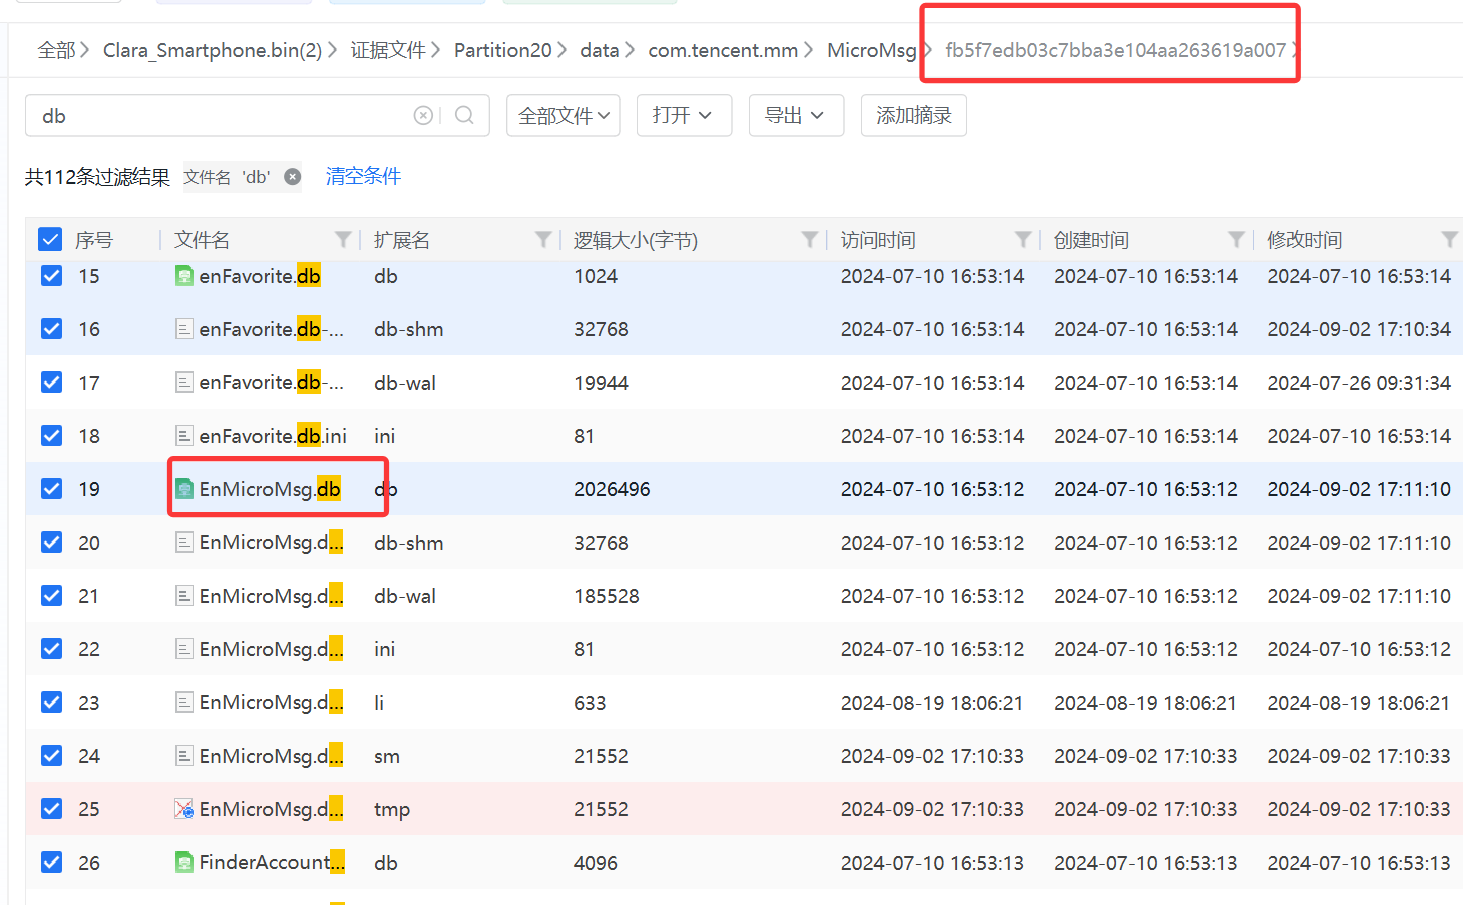 全部 Clara_Smartphone.bin(2) 证据文件 Partition20 data com.tencent.mm MicroMsg fb5f7edb03c7bba3e104aa263619a007
db 全部文件 打开 导出 添加摘录
共112条过滤结果 文件名 'db' 清空条件
序号 文件名 扩展名 逻辑大小(字节) 访问时间 创建时间 修改时间
15 enFavorite.db db 1024 2024-07-10 16:53:14 2024-07-10 16:53:14 2024-07-10 16:53:14
16 enFavorite.db-... db-shm 32768 2024-07-10 16:53:14 2024-07-10 16:53:14 2024-09-02 17:10:34
17 enFavorite.db-... db-wal 19944 2024-07-10 16:53:14 2024-07-10 16:53:14 2024-07-26 09:31:34
18 enFavorite.db.ini ini 81 2024-07-10 16:53:14 2024-07-10 16:53:14 2024-07-10 16:53:14
19 EnMicroMsg.db db 2026496 2024-07-10 16:53:12 2024-07-10 16:53:12 2024-09-02 17:11:10
20 EnMicroMsg.d... db-shm 32768 2024-07-10 16:53:12 2024-07-10 16:53:12 2024-09-02 17:11:10
21 EnMicroMsg.d... db-wal 185528 2024-07-10 16:53:12 2024-07-10 16:53:12 2024-09-02 17:11:10
22 EnMicroMsg.d... ini 81 2024-07-10 16:53:12 2024-07-10 16:53:12 2024-07-10 16:53:12
23 EnMicroMsg.d... li 633 2024-08-19 18:06:21 2024-08-19 18:06:21 2024-08-19 18:06:21
24 EnMicroMsg.d... sm 21552 2024-09-02 17:10:33 2024-09-02 17:10:33 2024-09-02 17:10:33
25 EnMicroMsg.d... tmp 21552 2024-09-02 17:10:33 2024-09-02 17:10:33 2024-09-02 17:10:33
26 FinderAccount... db 4096 2024-07-10 16:53:13 2024-07-10 16:53:13 2024-07-10 16:53:13